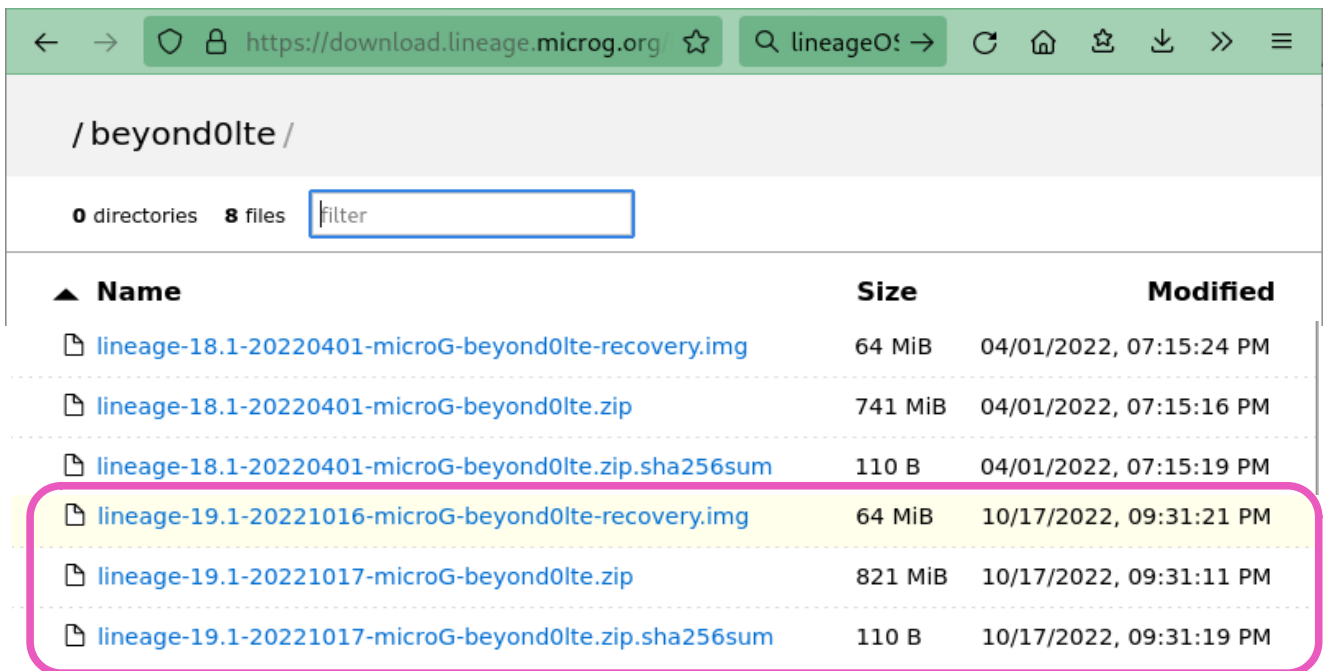 https://download.lineage.microg.org/ lineageOS
/beyond0lte/
0 directories 8 files filter
Name Size Modified
lineage-18.1-20220401-microG-beyond0lte-recovery.img 64 MiB 04/01/2022, 07:15:24 PM
lineage-18.1-20220401-microG-beyond0lte.zip 741 MiB 04/01/2022, 07:15:16 PM
lineage-18.1-20220401-microG-beyond0lte.zip.sha256sum 110 B 04/01/2022, 07:15:19 PM
lineage-19.1-20221016-microG-beyond0lte-recovery.img 64 MiB 10/17/2022, 09:31:21 PM
lineage-19.1-20221017-microG-beyond0lte.zip 821 MiB 10/17/2022, 09:31:11 PM
lineage-19.1-20221017-microG-beyond0lte.zip.sha256sum 110 B 10/17/2022, 09:31:19 PM